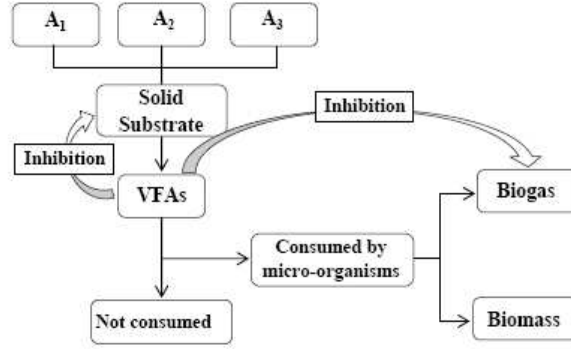 A₁
A₂
A₃
Solid
Substrate
Inhibition
Inhibition
VFAs
Biogas
Consumed by
micro-organisms
Not consumed
Biomass